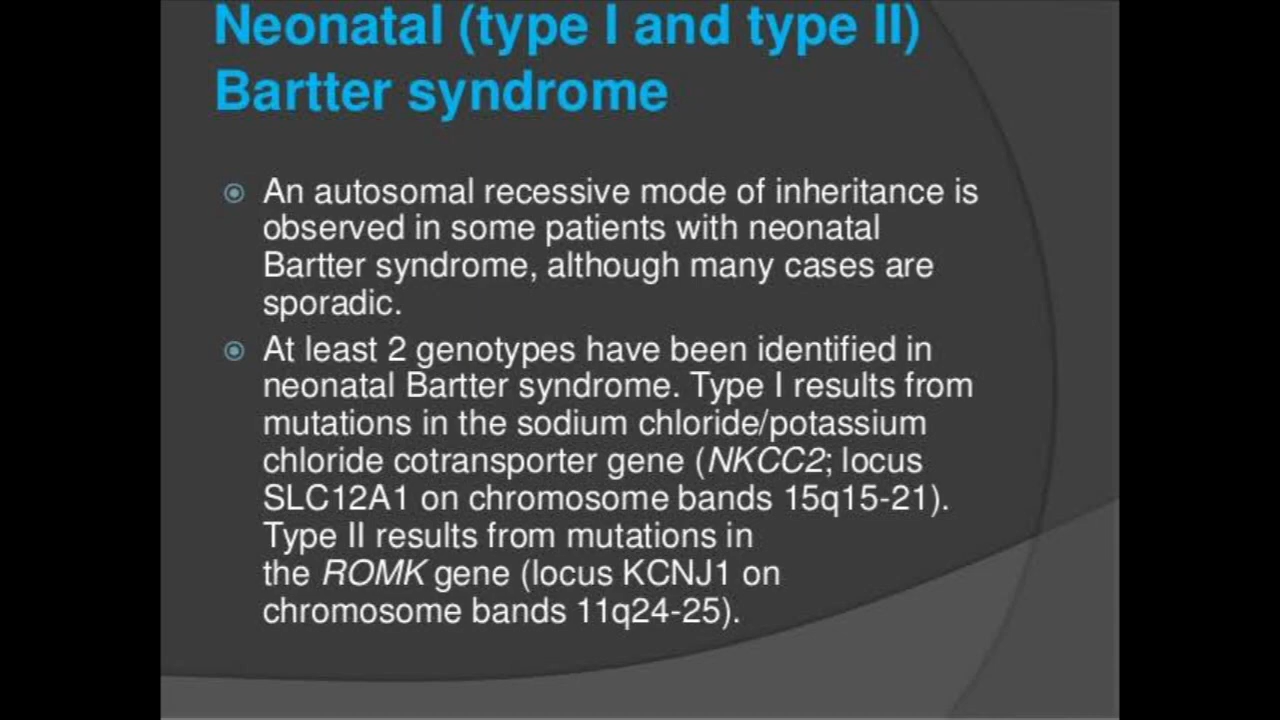 Neonatal (type I and type II)
Bartter syndrome
An autosomal recessive mode of inheritance is
observed in some patients with neonatal
Bartter syndrome, although many cases are
sporadic.
At least 2 genotypes have been identified in
neonatal Bartter syndrome. Type I results from
mutations in the sodium chloride/potassium
chloride cotransporter gene (NKCC2; locus
SLC12A1 on chromosome bands 15q15-21).
Type II results from mutations in
the ROMK gene (locus KCNJ1 on
chromosome bands 11q24-25).